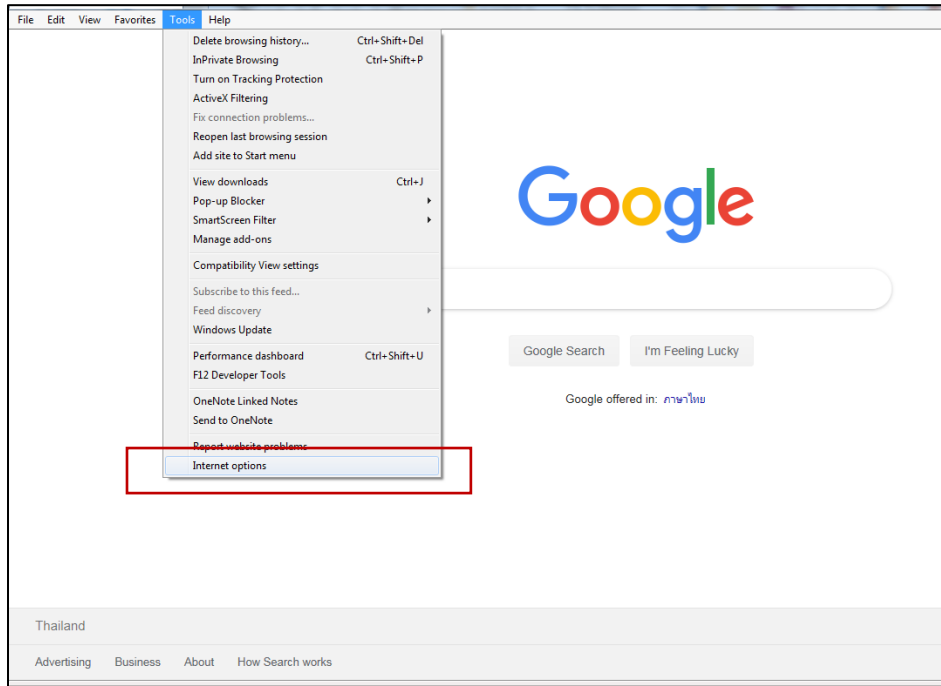 File Edit View Favorites Tools Help
Delete browsing history... Ctrl+Shift+Del
InPrivate Browsing Ctrl+Shift+P
Turn on Tracking Protection
ActiveX Filtering
Fix connection problems...
Reopen last browsing session
Add site to Start menu
View downloads Ctrl+J
Pop-up Blocker
SmartScreen Filter
Manage add-ons
Compatibility View settings
Subscribe to this feed...
Feed discovery
Windows Update
Performance dashboard Ctrl+Shift+U
F12 Developer Tools
OneNote Linked Notes
Send to OneNote
Report website problems
Internet options
Google
Google Search I'm Feeling Lucky
Google offered in: ภาษาไทย
Thailand
Advertising Business About How Search works